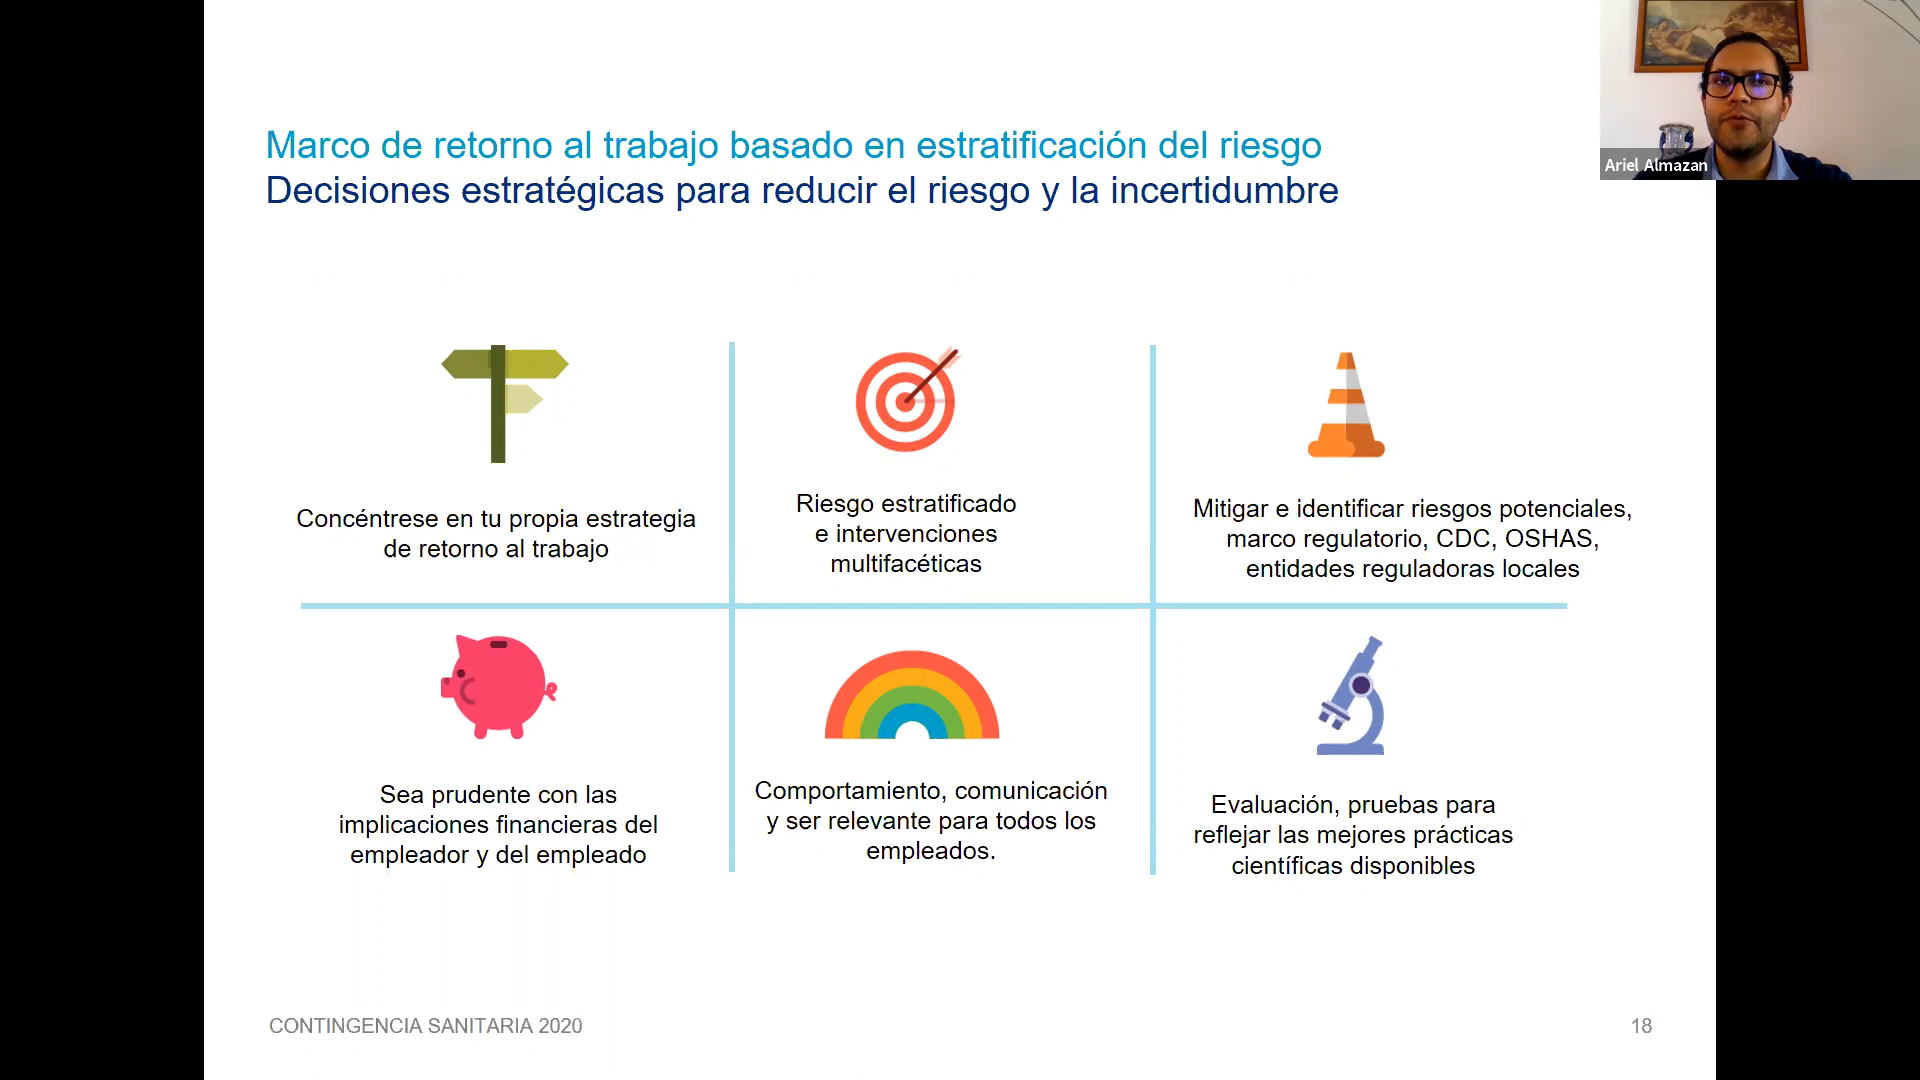 Marco de retorno al trabajo basado en estratificación del riesgo
Decisiones estratégicas para reducir el riesgo y la incertidumbre
Ariel Almazan
Concéntrese en tu propia estrategia
de retorno al trabajo
Riesgo estratificado
e intervenciones
multifacéticas
Mitigar e identificar riesgos potenciales,
marco regulatorio, CDC, OSHAS,
entidades reguladoras locales
Sea prudente con las
implicaciones financieras del
empleador y del empleado
Comportamiento, comunicación
y ser relevante para todos los
empleados.
Evaluación, pruebas para
reflejar las mejores prácticas
científicas disponibles
CONTINGENCIA SANITARIA 2020
18